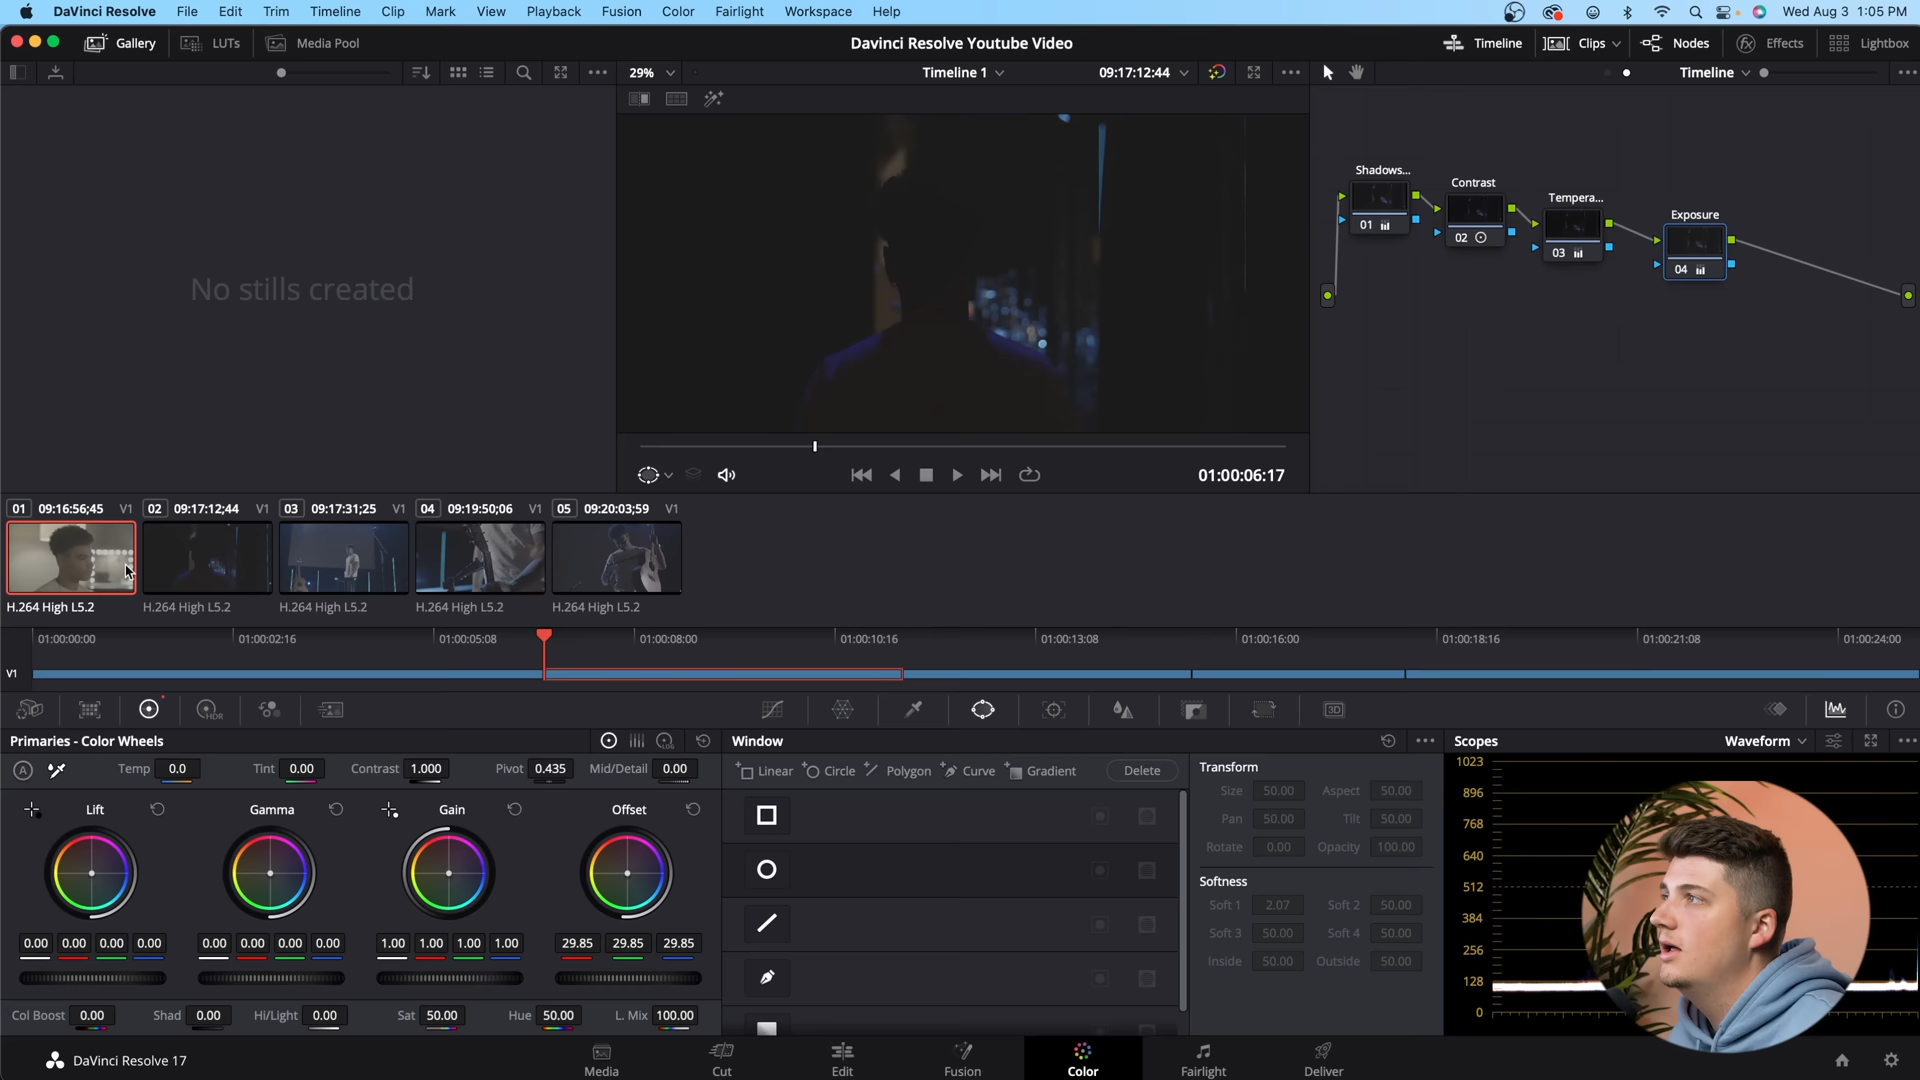 DaVinci Resolve File Edit Trim Timeline Clip Mark View Playback Fusion Color Fairlight Workspace Help Wed Aug 3 1:05 PM
Gallery LUTs Media Pool Davinci Resolve Youtube Video Timeline Clips Nodes Effects Lightbox
29% Timeline 1 09:17:12:44 Timeline
No stills created
Shadows...
01
Contrast
02
Tempera...
03
Exposure
04
01:00:06:17
01 09:16:56;45 V1 02 09:17:12;44 V1 03 09:17:31;25 V1 04 09:19:50;06 V1 05 09:20:03;59 V1
H.264 High L5.2 H.264 High L5.2 H.264 High L5.2 H.264 High L5.2 H.264 High L5.2
01:00:00:00 01:00:02:16 01:00:05:08 01:00:08:00 01:00:10:16 01:00:13:08 01:00:16:00 01:00:18:16 01:00:21:08 01:00:24:00
V1
HDR
3D
Primaries - Color Wheels
LOG
A Temp 0.0 Tint 0.00 Contrast 1.000 Pivot 0.435 Mid/Detail 0.00
Lift Gamma Gain Offset
0.00 0.00 0.00 0.00 0.00 0.00 0.00 0.00 1.00 1.00 1.00 1.00 29.85 29.85 29.85
Col Boost 0.00 Shad 0.00 Hi/Light 0.00 Sat 50.00 Hue 50.00 L. Mix 100.00
Window
Linear Circle Polygon Curve Gradient Delete
Transform
Size 50.00 Aspect 50.00
Pan 50.00 Tilt 50.00
Rotate 0.00 Opacity 100.00
Softness
Soft 1 2.07 Soft 2 50.00
Soft 3 50.00 Soft 4 50.00
Inside 50.00 Outside 50.00
Scopes Waveform
1023
896
768
640
512
384
256
128
0
DaVinci Resolve 17 Media Cut Edit Fusion Color Fairlight Deliver